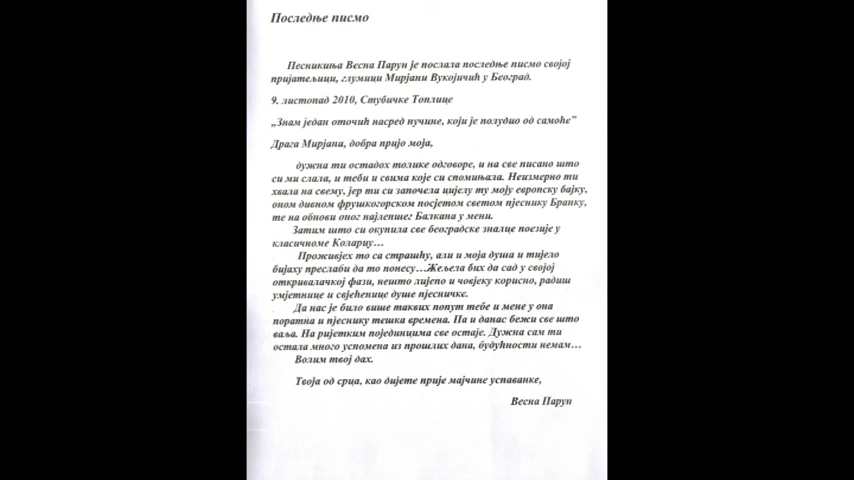 Последње писмо
Песникиња Весна Парун је послала последње писмо својој
пријатељици, глумици Мирјани Вукојичић у Београд.
9. листопад 2010, Стубичке Топлице
„Знам један оточић насред пучине, који је полудио од самоће”
Драга Мирјана, добра пријо моја,
дужна ти остадох толике одговоре, и на све писано што
си ми слала, и теби и свима које си спомињала. Неизмерно ти
хвала на свему, јер ти си започела цијелу ту моју европску бајку,
оном дивном фрушкогорском посјетом светом пјеснику Бранку,
те на обнови оног најлепшег Балкана у мени.
Затим што си окупила све београдске зналце поезије у
класичноме Коларцу...
Проживјех то са страшћу, али и моја душа и тијело
бијаху преслаби да то понесу...Жељела бих да сад у својој
откривалачкој фази, нешто лијепо и човјеку корисно, радиш
умјетнице и свјећенице душе пјесничке.
Да нас је било више таквих попут тебе и мене у она
поратна и пјеснику тешка времена. Па и данас бежи све што
ваља. На ријетким појединцима све остаје. Дужна сам ти
остала много успомена из прошлих дана, будућности немам...
Волим твој дах.
Твоја од срца, као дијете прије мајчине успаванке,
Весна Парун